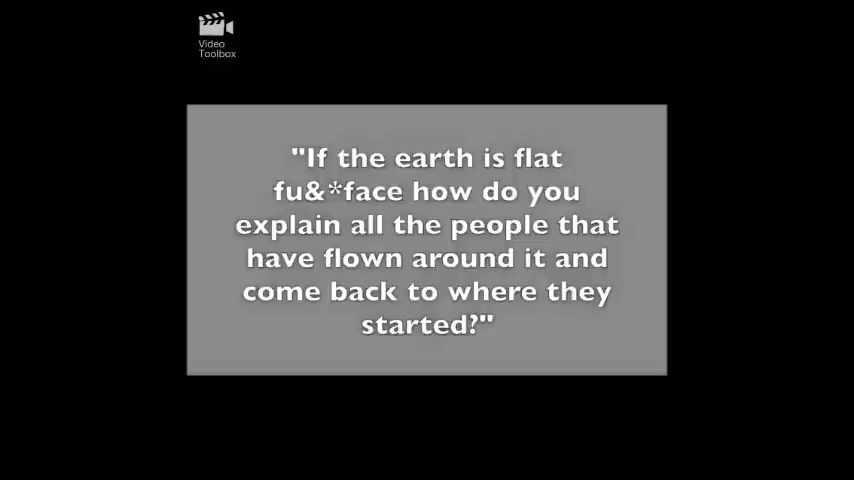 Video
Toolbox
"If the earth is flat
fu&*face how do you
explain all the people that
have flown around it and
come back to where they
started?"